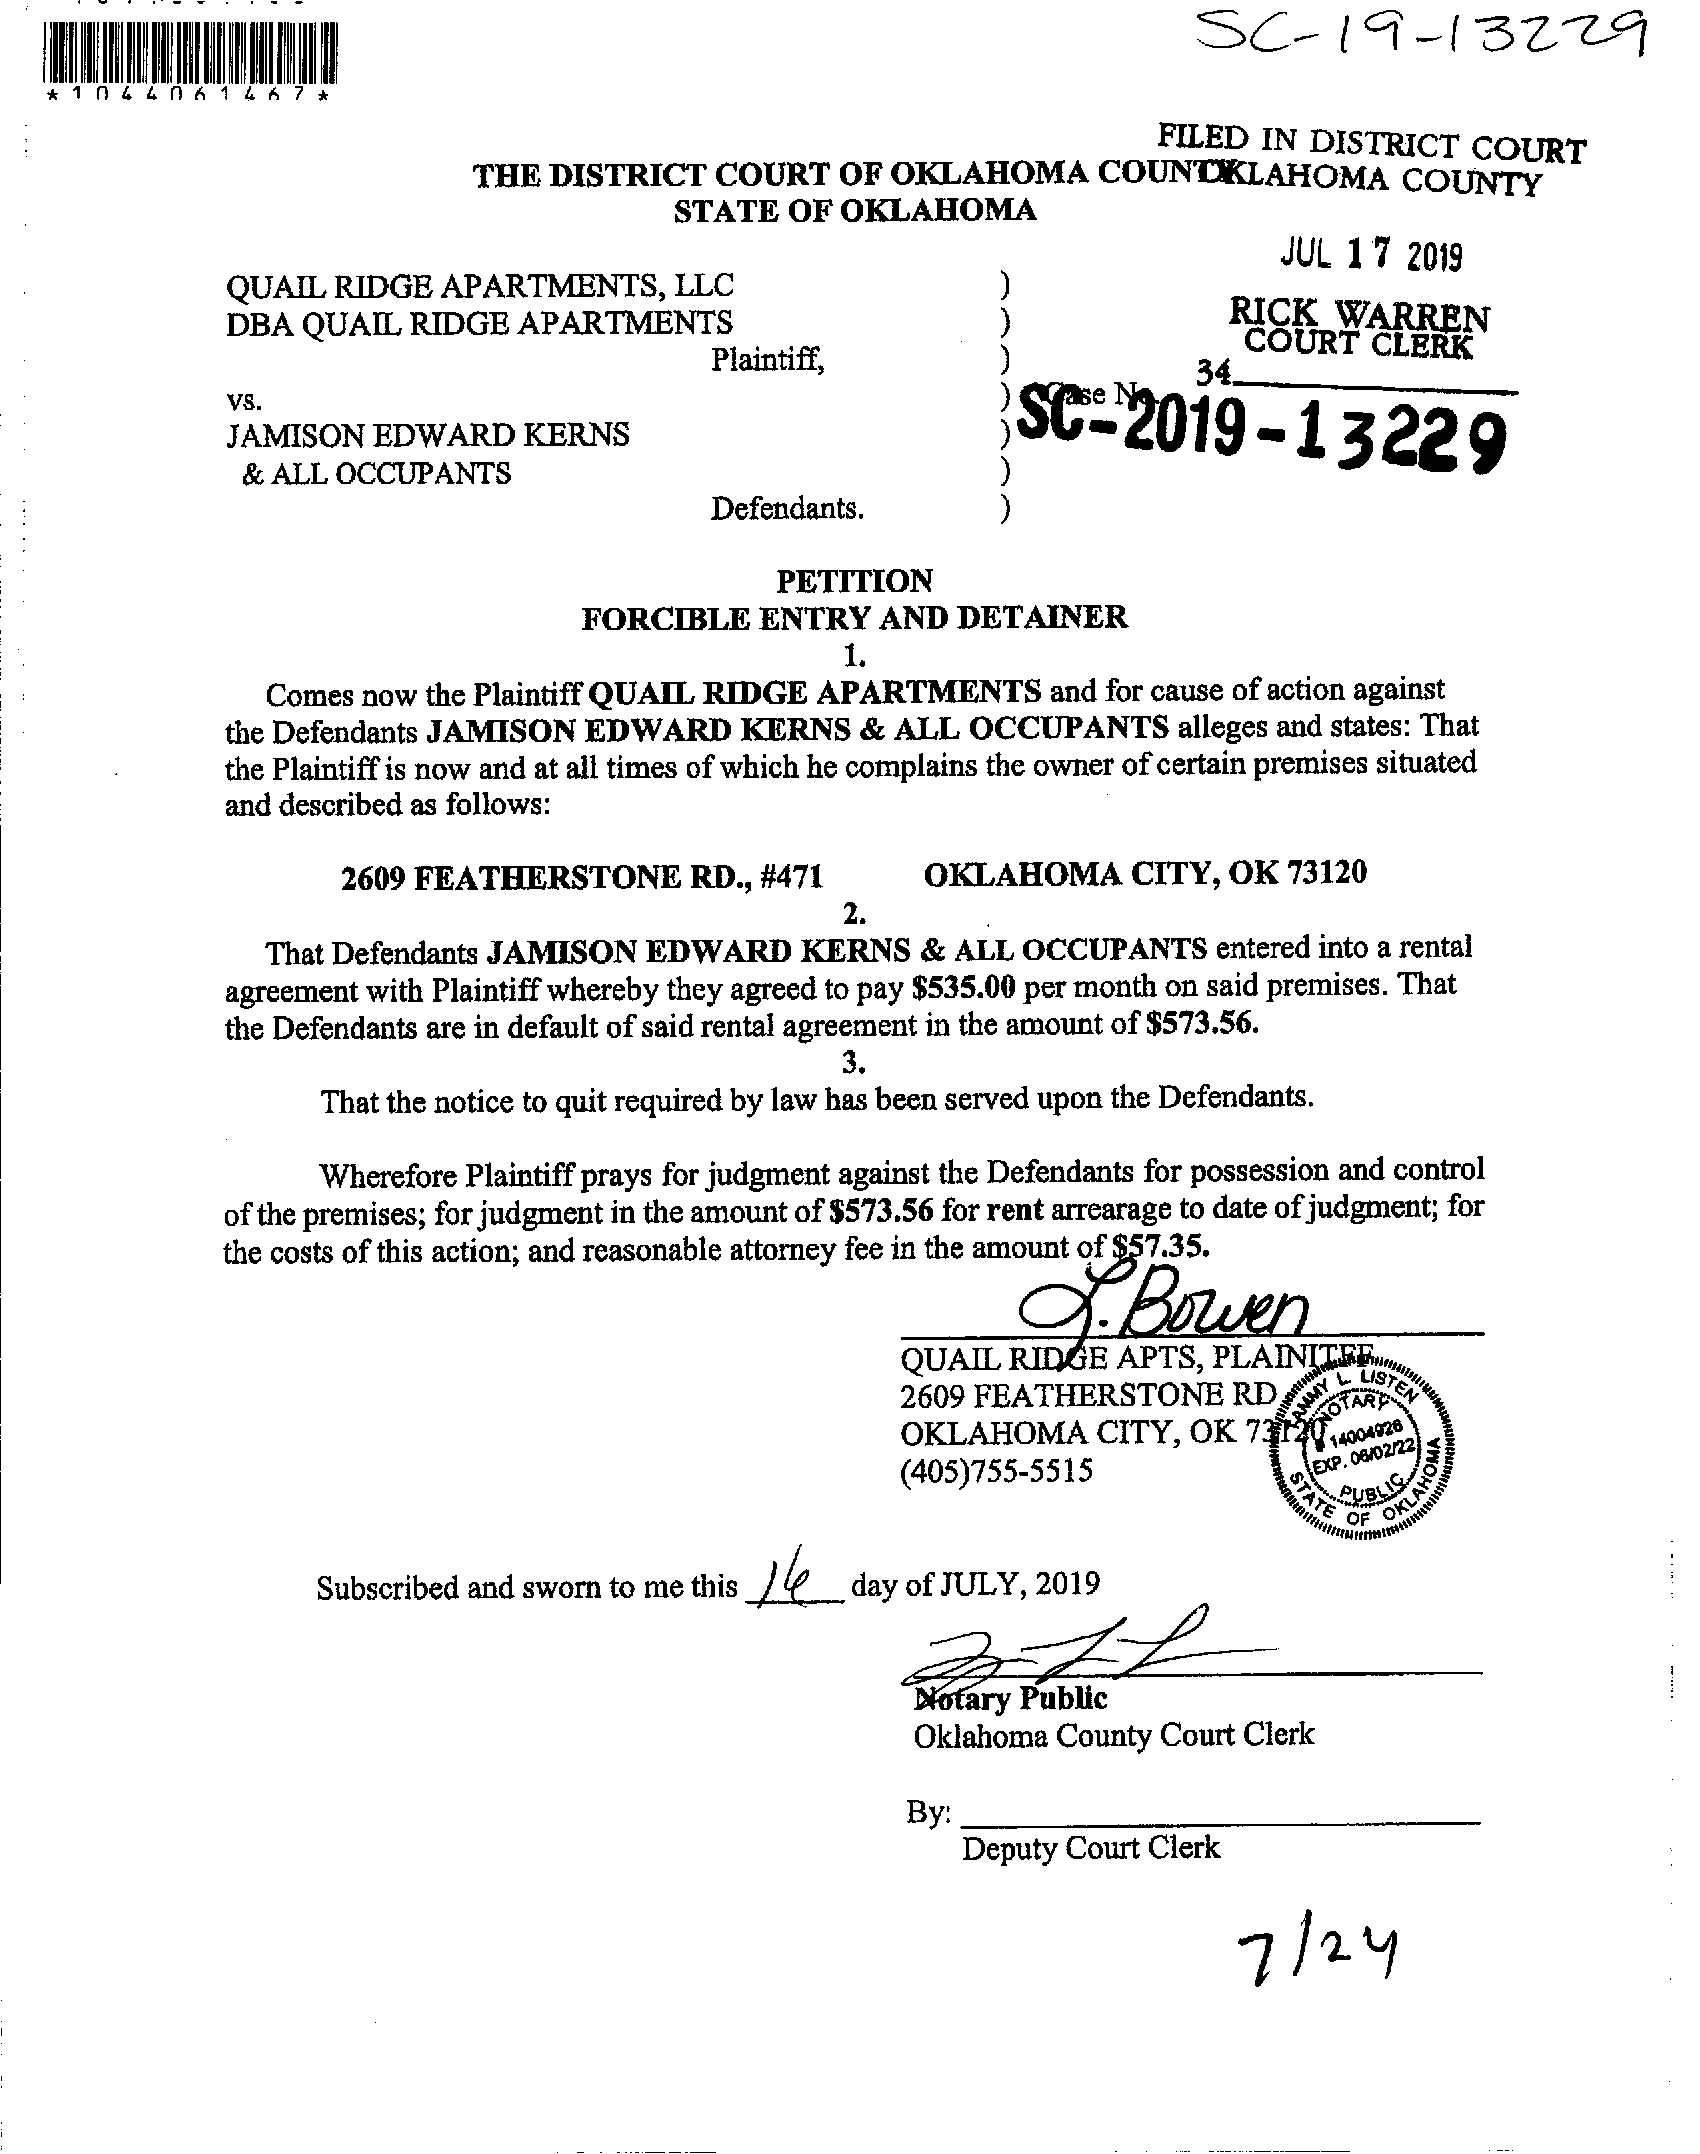 SC-19-13229
*1044061467*
FILED IN DISTRICT COURT
OKLAHOMA COUNTY
THE DISTRICT COURT OF OKLAHOMA COUNTY
STATE OF OKLAHOMA
JUL 17 2019
QUAIL RIDGE APARTMENTS, LLC )
DBA QUAIL RIDGE APARTMENTS )
RICK WARREN
COURT CLERK
Plaintiff, )
34
vs. ) Case No.
SC-2019-13229
JAMISON EDWARD KERNS )
& ALL OCCUPANTS )
Defendants. )
PETITION
FORCIBLE ENTRY AND DETAINER
1.
Comes now the Plaintiff QUAIL RIDGE APARTMENTS and for cause of action against
the Defendants JAMISON EDWARD KERNS & ALL OCCUPANTS alleges and states: That
the Plaintiff is now and at all times of which he complains the owner of certain premises situated
and described as follows:
2609 FEATHERSTONE RD., #471 OKLAHOMA CITY, OK 73120
2.
That Defendants JAMISON EDWARD KERNS & ALL OCCUPANTS entered into a rental
agreement with Plaintiff whereby they agreed to pay $535.00 per month on said premises. That
the Defendants are in default of said rental agreement in the amount of $573.56.
3.
That the notice to quit required by law has been served upon the Defendants.
Wherefore Plaintiff prays for judgment against the Defendants for possession and control
of the premises; for judgment in the amount of $573.56 for rent arrearage to date of judgment; for
the costs of this action; and reasonable attorney fee in the amount of $57.35.
L. Bowen
QUAIL RIDGE APTS, PLAINITFF
2609 FEATHERSTONE RD
OKLAHOMA CITY, OK 73120
(405)755-5515
L LISTEN
NOTARY
# 14004926
EXP. 06/02/22
PUBLIC
STATE OF OKLAHOMA
Subscribed and sworn to me this 16 day of JULY, 2019
Notary Public
Oklahoma County Court Clerk
By:
Deputy Court Clerk
7/24